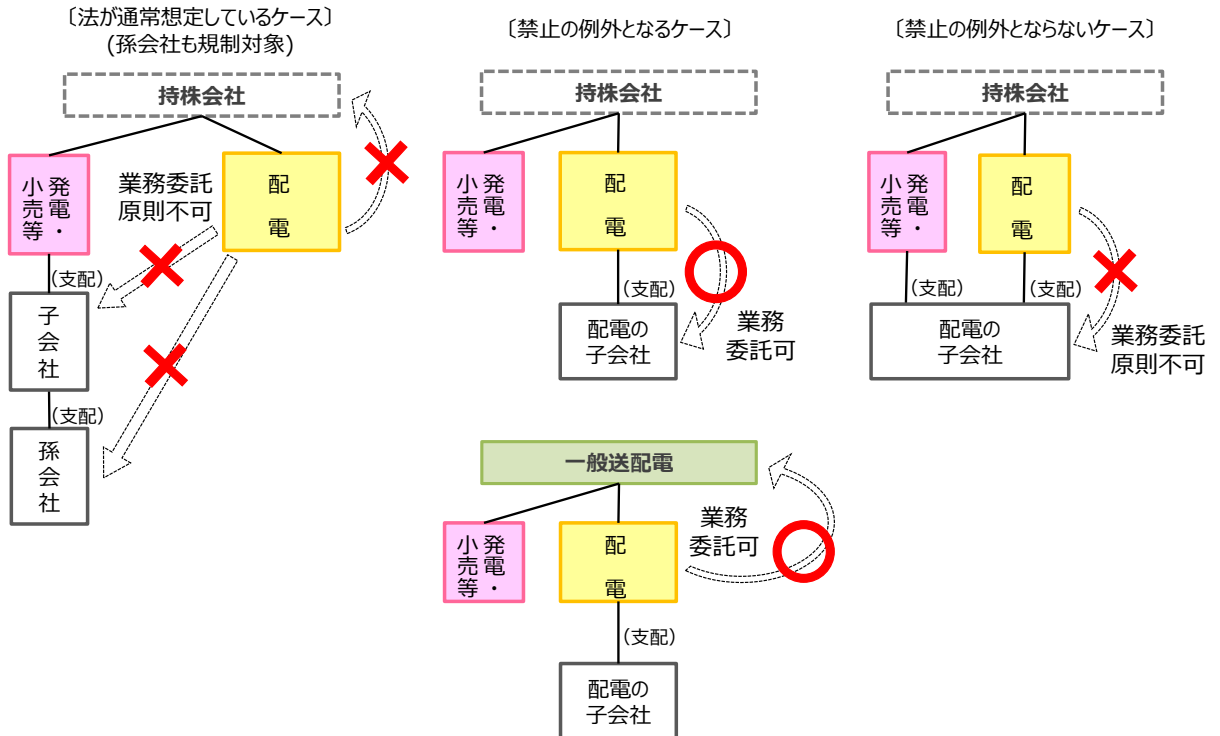 〔法が通常想定しているケース〕
(孫会社も規制対象)
持株会社
発電・
小売等
業務委託
原則不可
配
電
(支配)
子会社
(支配)
孫会社
〔禁止の例外となるケース〕
持株会社
発電・
小売等
配
電
(支配)
配電の
子会社
業務
委託可
一般送配電
発電・
小売等
配
電
業務
委託可
(支配)
配電の
子会社
〔禁止の例外とならないケース〕
持株会社
発電・
小売等
配
電
(支配)
(支配)
配電の
子会社
業務委託
原則不可